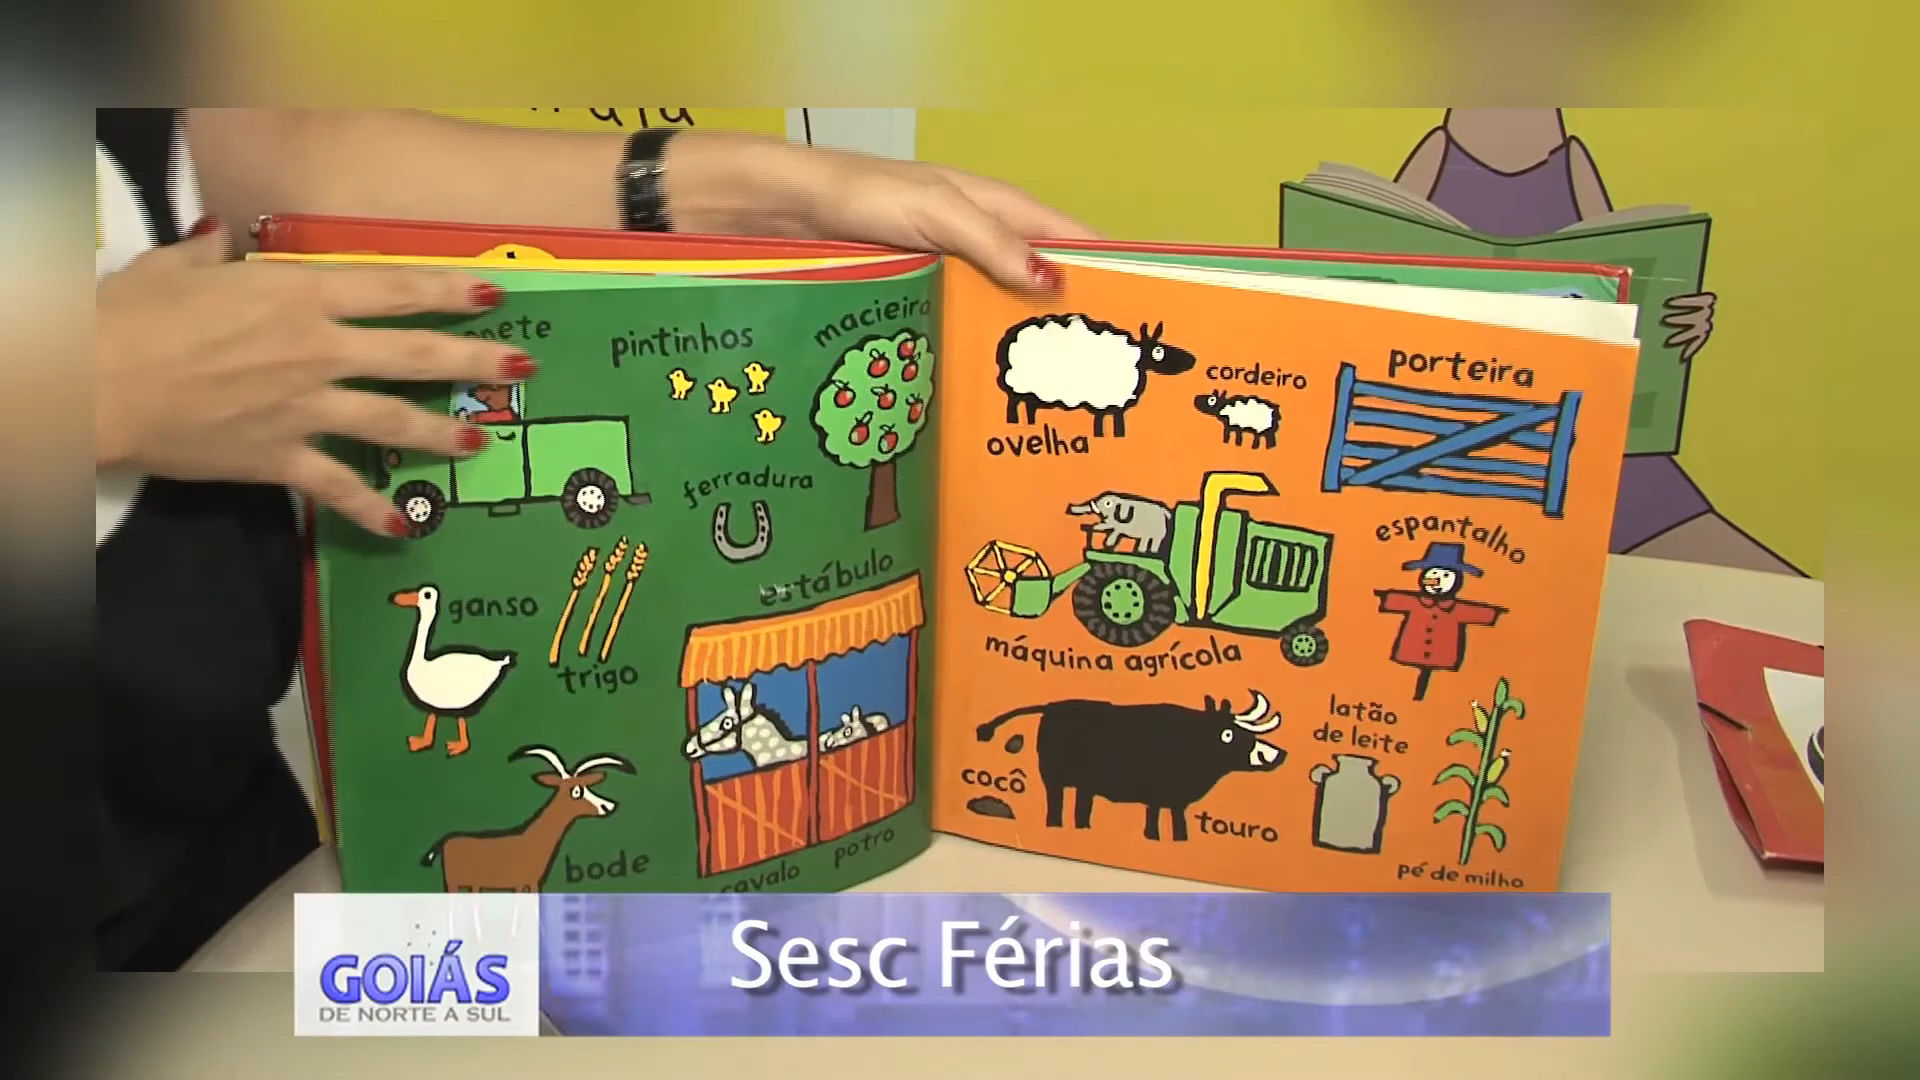 pintinhos
macieira
ferradura
ganso
trigo
estábulo
bode
cavalo
potro
ovelha
cordeiro
porteira
máquina agrícola
espantalho
cocô
touro
latão
de leite
pé de milho
GOIÁS
DE NORTE A SUL
Sesc Férias